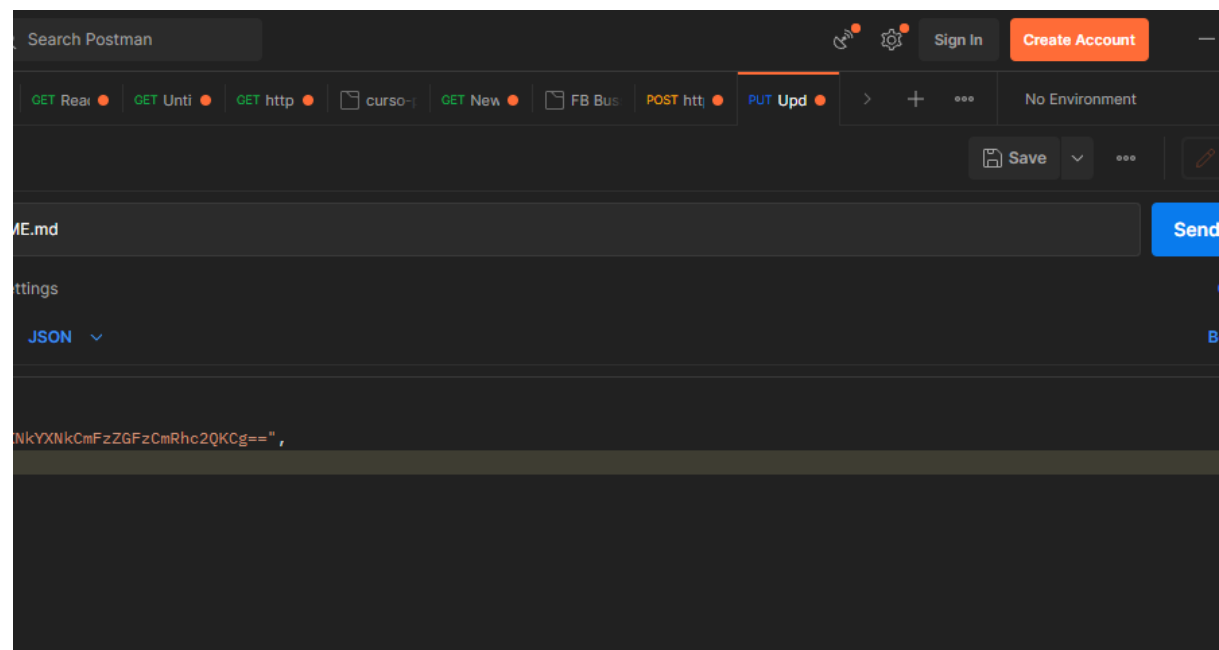 Search Postman
Sign In
Create Account
GET Rea
GET Unti
GET http
curso-
GET New
FB Bus
POST htt
PUT Upd
No Environment
Save
ME.md
Send
ttings
JSON
B
NkYXNkCmFzZGFzCmRhc2QKCg==",